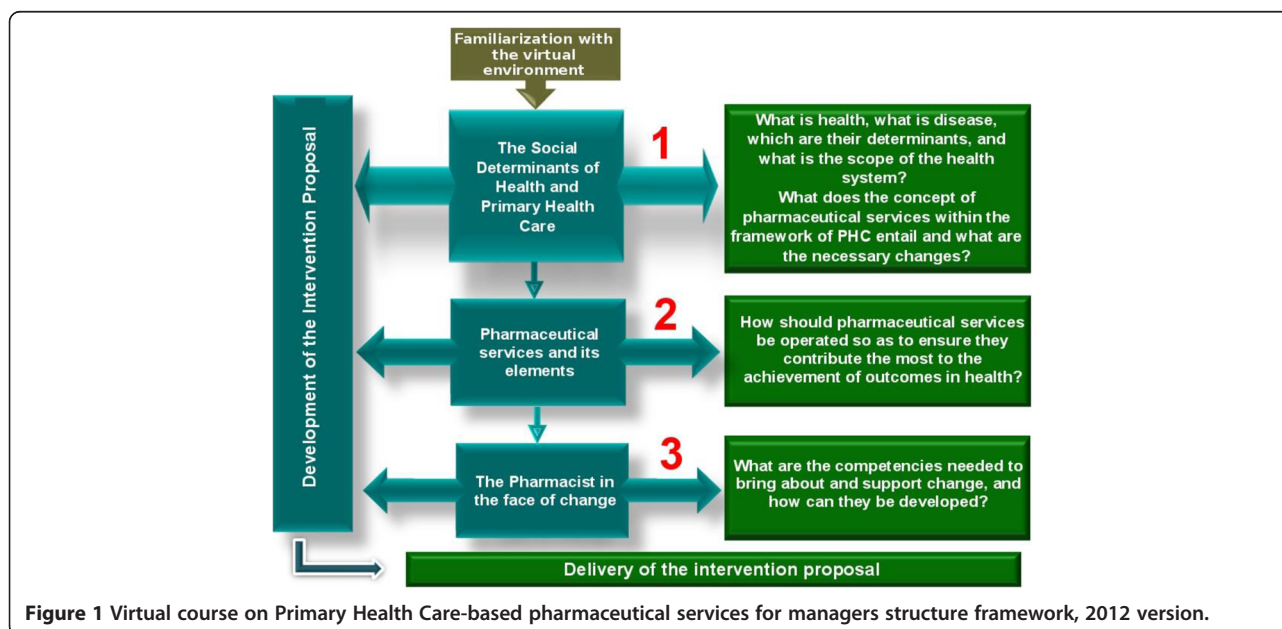 Familiarization with
the virtual
environment
Development of the Intervention Proposal
The Social
Determinants of
Health and
Primary Health
Care
1
What is health, what is disease,
which are their determinants, and
what is the scope of the health
system?
What does the concept of
pharmaceutical services within the
framework of PHC entail and what are
the necessary changes?
Pharmaceutical
services and its
elements
2
How should pharmaceutical services
be operated so as to ensure they
contribute the most to the
achievement of outcomes in health?
The Pharmacist in
the face of change
3
What are the competencies needed to
bring about and support change, and
how can they be developed?
Delivery of the intervention proposal
Figure 1 Virtual course on Primary Health Care-based pharmaceutical services for managers structure framework, 2012 version.